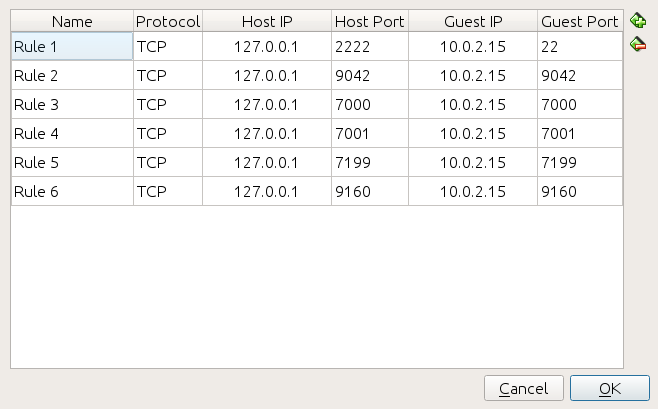 Name Protocol Host IP Host Port Guest IP Guest Port
Rule 1 TCP 127.0.0.1 2222 10.0.2.15 22
Rule 2 TCP 127.0.0.1 9042 10.0.2.15 9042
Rule 3 TCP 127.0.0.1 7000 10.0.2.15 7000
Rule 4 TCP 127.0.0.1 7001 10.0.2.15 7001
Rule 5 TCP 127.0.0.1 7199 10.0.2.15 7199
Rule 6 TCP 127.0.0.1 9160 10.0.2.15 9160
Cancel OK